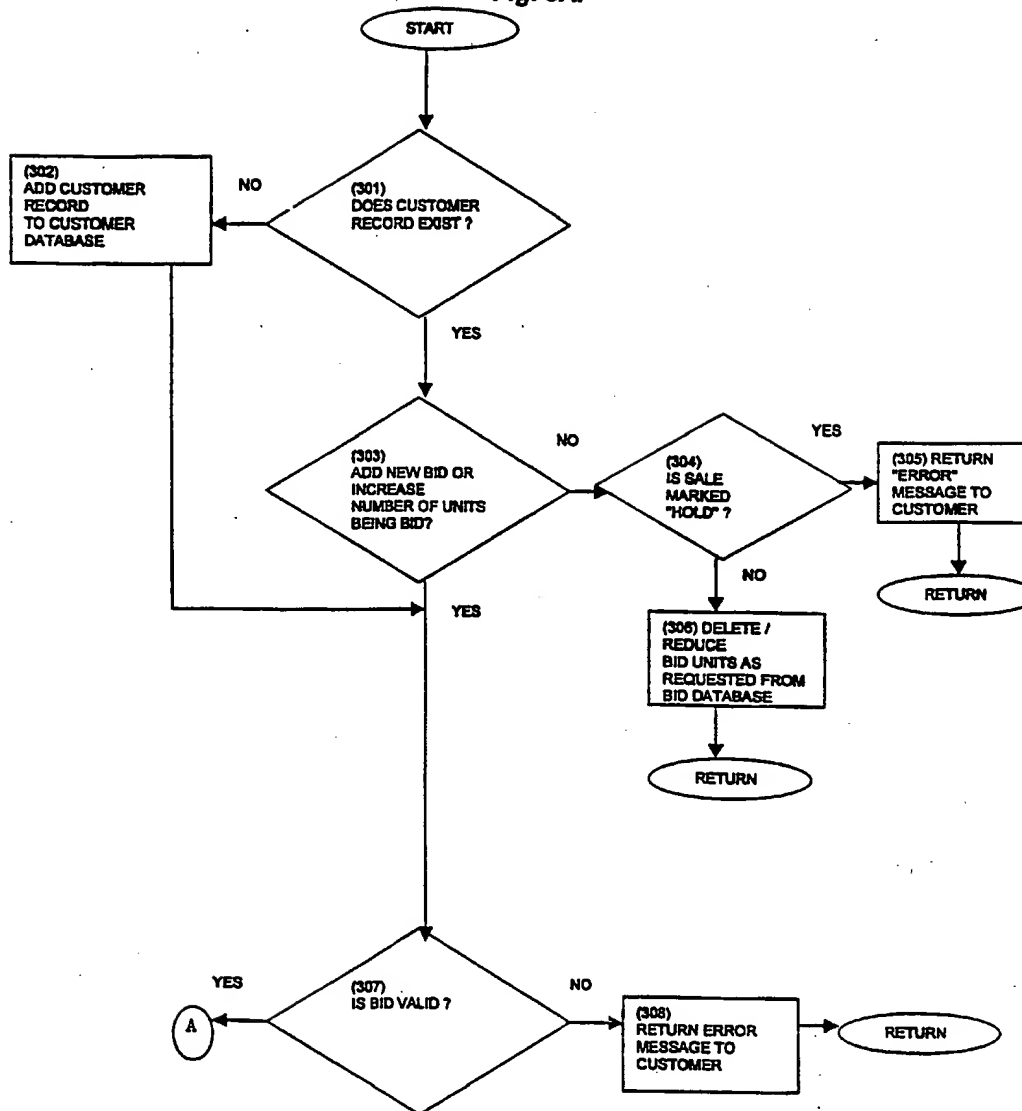 START
(301)
DOES CUSTOMER
RECORD EXIST ?
NO
(302)
ADD CUSTOMER
RECORD
TO CUSTOMER
DATABASE
YES
(303)
ADD NEW BID OR
INCREASE
NUMBER OF UNITS
BEING BID?
NO
(304)
IS SALE
MARKED
"HOLD" ?
YES
(305) RETURN
"ERROR"
MESSAGE TO
CUSTOMER
RETURN
NO
(306) DELETE /
REDUCE
BID UNITS AS
REQUESTED FROM
BID DATABASE
RETURN
YES
(307)
IS BID VALID ?
YES
A
NO
(308)
RETURN ERROR
MESSAGE TO
CUSTOMER
RETURN